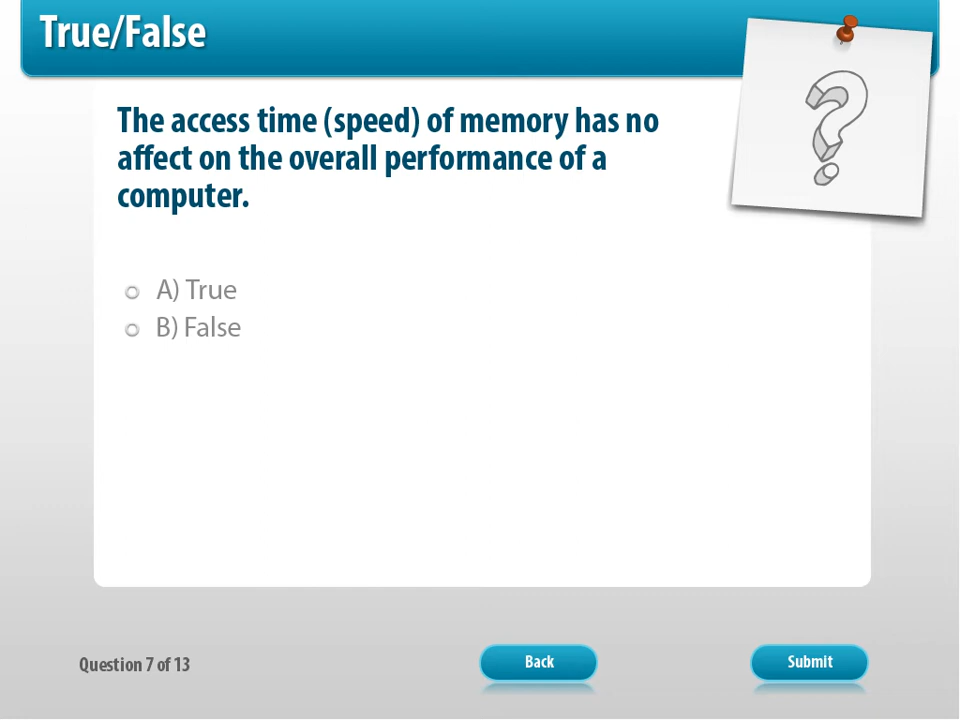 True/False
The access time (speed) of memory has no
affect on the overall performance of a
computer.
A) True
B) False
Question 7 of 13
Back
Submit